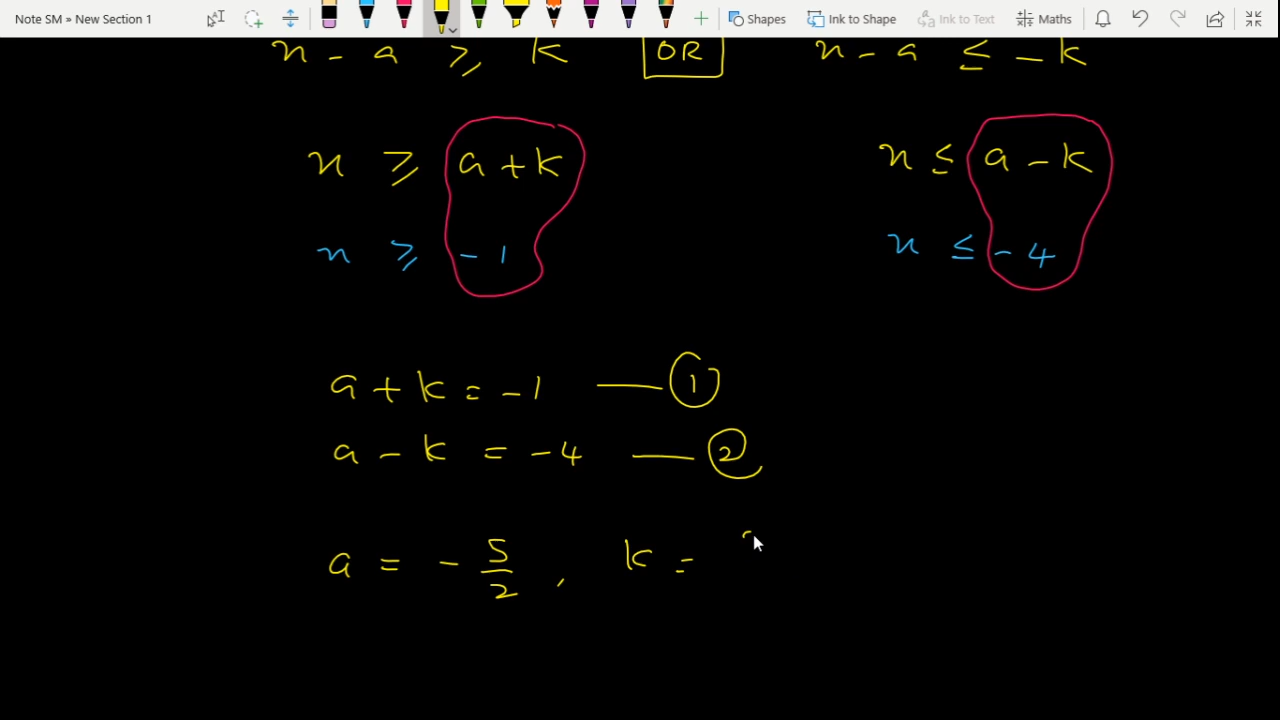 Note SM » New Section 1 Shapes Ink to Shape Ink to Text Maths
x - a ≥ k OR x - a ≤ - k
x ≥ a + k x ≤ a - k
x ≥ -1 x ≤ -4
a + k = -1 — ①
a - k = -4 — ②
a = - 5/2 , k =